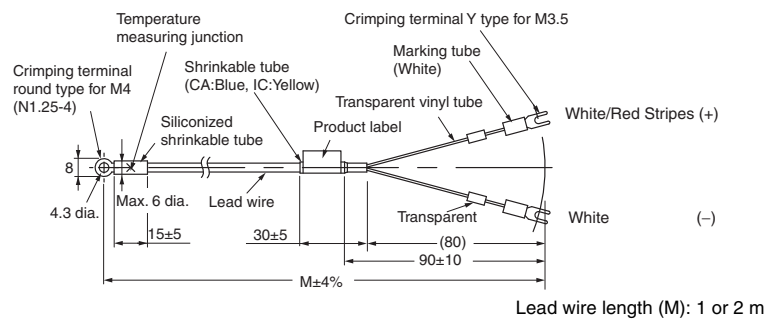 Temperature
measuring junction
Crimping terminal Y type for M3.5
Marking tube
(White)
Crimping terminal
round type for M4
(N1.25-4)
Shrinkable tube
(CA:Blue, IC:Yellow)
Transparent vinyl tube
White/Red Stripes (+)
Siliconized
shrinkable tube
Product label
8
4.3 dia.
Max. 6 dia.
Lead wire
Transparent
White (−)
15±5
30±5
(80)
90±10
M±4%
Lead wire length (M): 1 or 2 m